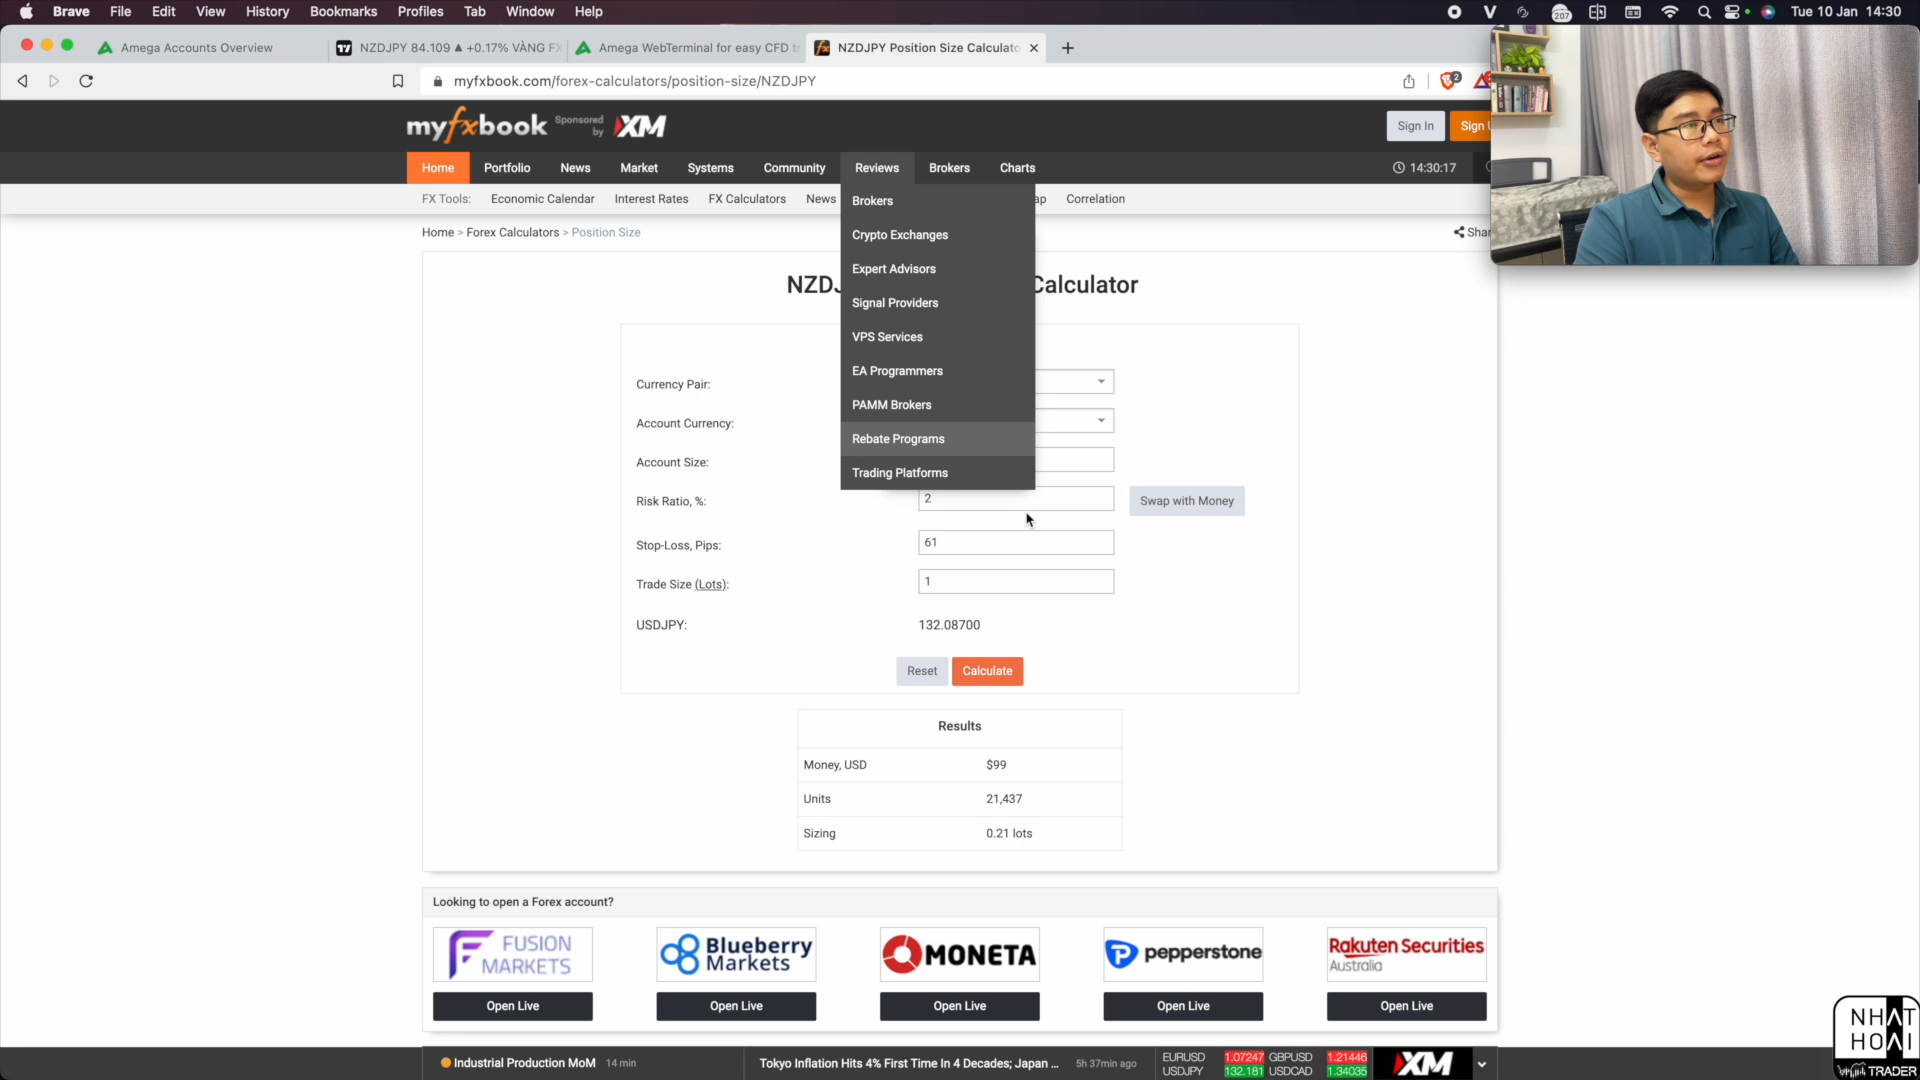 Brave File Edit View History Bookmarks Profiles Tab Window Help 207 Tue 10 Jan 14:30
Amega Accounts Overview NZDJPY 84.109 ▲ +0.17% VÀNG FX Amega WebTerminal for easy CFD t NZDJPY Position Size Calculato
myfxbook.com/forex-calculators/position-size/NZDJPY 2
myfxbook Sponsored by XM Sign In Sign
Home Portfolio News Market Systems Community Reviews Brokers Charts 14:30:17
FX Tools: Economic Calendar Interest Rates FX Calculators News ap Correlation
Brokers
Home > Forex Calculators > Position Size Shar
Crypto Exchanges
Expert Advisors
NZDJ Calculator
Signal Providers
VPS Services
EA Programmers
Currency Pair:
PAMM Brokers
Account Currency:
Rebate Programs
Account Size:
Trading Platforms
Risk Ratio, %: 2 Swap with Money
Stop-Loss, Pips: 61
Trade Size (Lots): 1
USDJPY: 132.08700
Reset Calculate
Results
Money, USD $99
Units 21,437
Sizing 0.21 lots
Looking to open a Forex account?
FUSION MARKETS Blueberry Markets MONETA pepperstone Rakuten Securities Australia
Open Live Open Live Open Live Open Live Open Live
Industrial Production MoM 14 min Tokyo Inflation Hits 4% First Time In 4 Decades; Japan ... 5h 37min ago
EURUSD 1.07247 GBPUSD 1.21446
USDJPY 132.181 USDCAD 1.34035
XM
NHAT
HOAI
TRADER